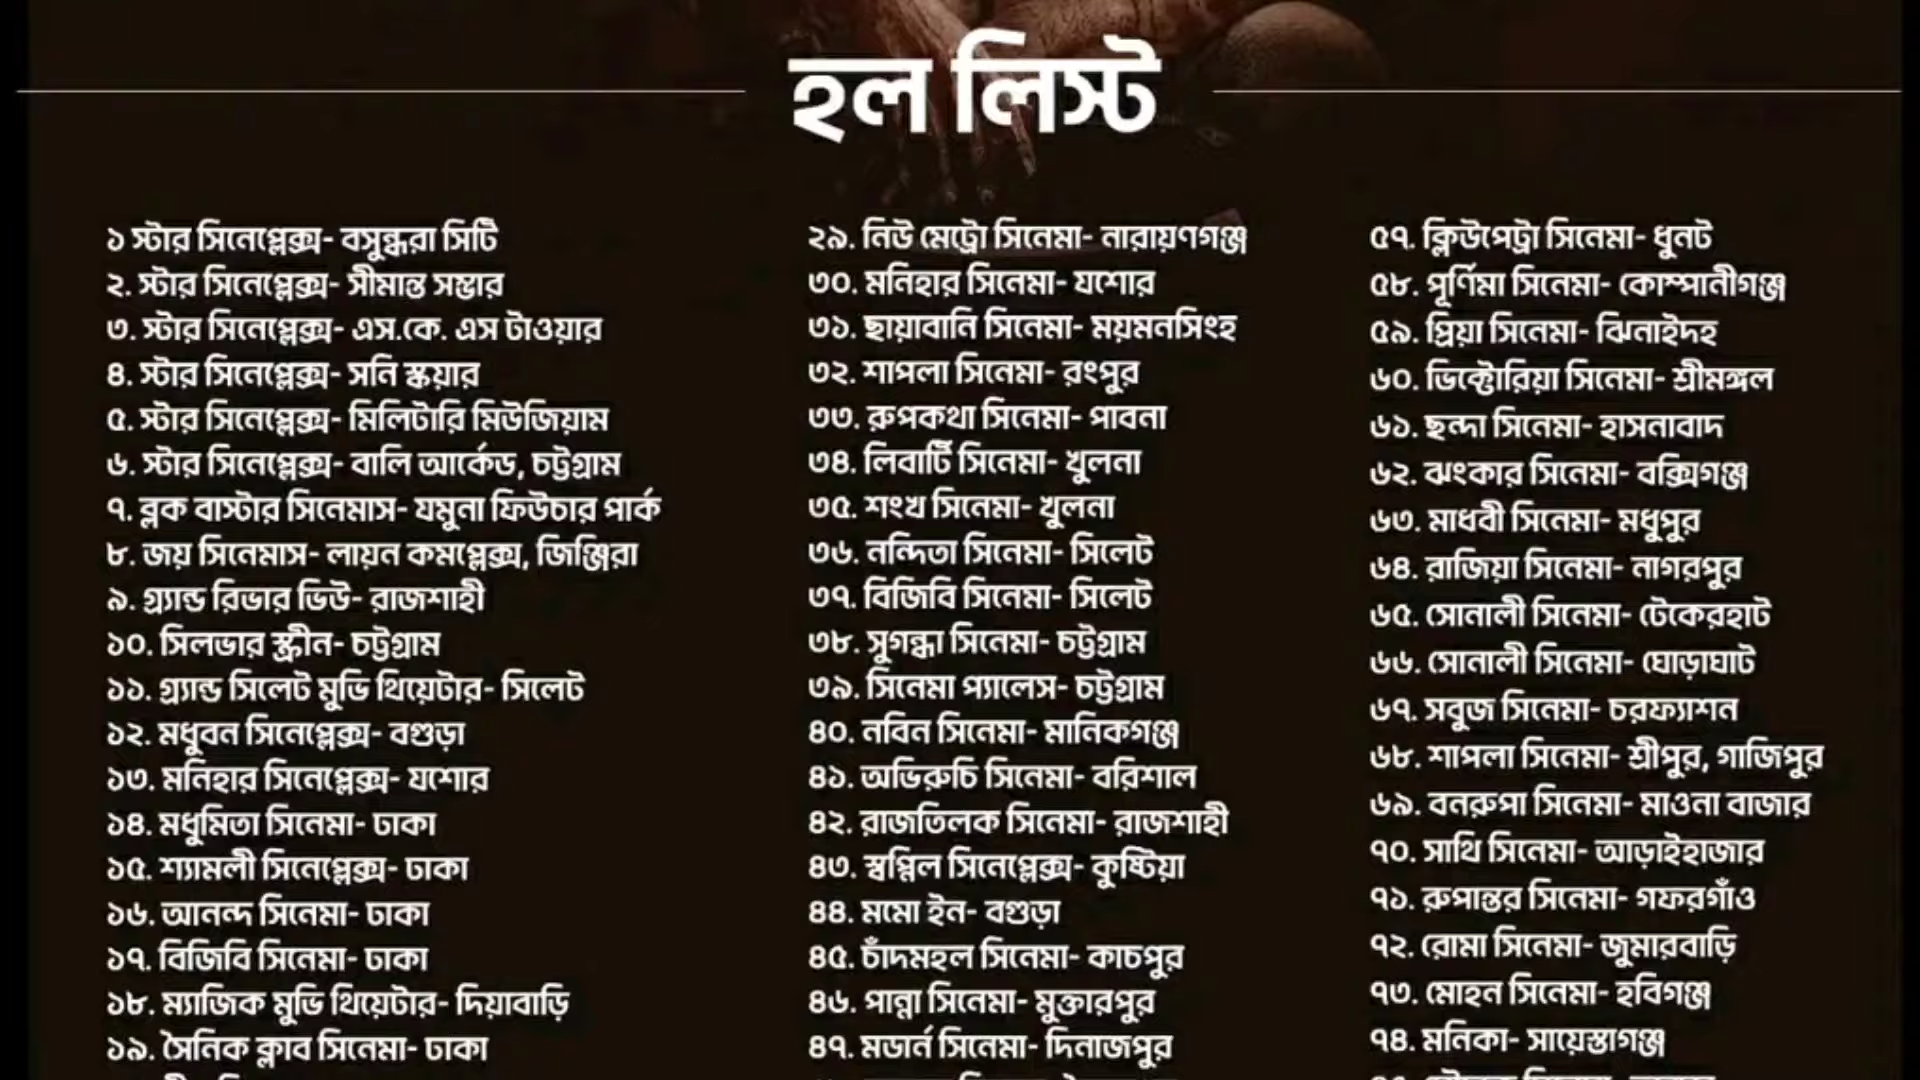 হল লিস্ট
১ স্টার সিনেপ্লেক্স- বসুন্ধরা সিটি
২. স্টার সিনেপ্লেক্স- সীমান্ত সম্ভার
৩. স্টার সিনেপ্লেক্স- এস.কে. এস টাওয়ার
৪. স্টার সিনেপ্লেক্স- সনি স্কয়ার
৫. স্টার সিনেপ্লেক্স- মিলিটারি মিউজিয়াম
৬. স্টার সিনেপ্লেক্স- বালি আর্কেড, চট্টগ্রাম
৭. ব্লক বাস্টার সিনেমাস- যমুনা ফিউচার পার্ক
৮. জয় সিনেমাস- লায়ন কমপ্লেক্স, জিঞ্জিরা
৯. গ্র্যান্ড রিভার ভিউ- রাজশাহী
১০. সিলভার স্ক্রীন- চট্টগ্রাম
১১. গ্র্যান্ড সিলেট মুভি থিয়েটার- সিলেট
১২. মধুবন সিনেপ্লেক্স- বগুড়া
১৩. মনিহার সিনেপ্লেক্স- যশোর
১৪. মধুমিতা সিনেমা- ঢাকা
১৫. শ্যামলী সিনেপ্লেক্স- ঢাকা
১৬. আনন্দ সিনেমা- ঢাকা
১৭. বিজিবি সিনেমা- ঢাকা
১৮. ম্যাজিক মুভি থিয়েটার- দিয়াবাড়ি
১৯. সৈনিক ক্লাব সিনেমা- ঢাকা
২৯. নিউ মেট্রো সিনেমা- নারায়ণগঞ্জ
৩০. মনিহার সিনেমা- যশোর
৩১. ছায়াবানি সিনেমা- ময়মনসিংহ
৩২. শাপলা সিনেমা- রংপুর
৩৩. রুপকথা সিনেমা- পাবনা
৩৪. লিবার্টি সিনেমা- খুলনা
৩৫. শংখ সিনেমা- খুলনা
৩৬. নন্দিতা সিনেমা- সিলেট
৩৭. বিজিবি সিনেমা- সিলেট
৩৮. সুগন্ধা সিনেমা- চট্টগ্রাম
৩৯. সিনেমা প্যালেস- চট্টগ্রাম
৪০. নবিন সিনেমা- মানিকগঞ্জ
৪১. অভিরুচি সিনেমা- বরিশাল
৪২. রাজতিলক সিনেমা- রাজশাহী
৪৩. স্বপ্নিল সিনেপ্লেক্স- কুষ্টিয়া
৪৪. মমো ইন- বগুড়া
৪৫. চাঁদমহল সিনেমা- কাচপুর
৪৬. পান্না সিনেমা- মুক্তারপুর
৪৭. মডার্ন সিনেমা- দিনাজপুর
৫৭. ক্লিউপেট্রা সিনেমা- ধুনট
৫৮. পূর্ণিমা সিনেমা- কোম্পানীগঞ্জ
৫৯. প্রিয়া সিনেমা- ঝিনাইদহ
৬০. ভিক্টোরিয়া সিনেমা- শ্রীমঙ্গল
৬১. ছন্দা সিনেমা- হাসনাবাদ
৬২. ঝংকার সিনেমা- বক্সিগঞ্জ
৬৩. মাধবী সিনেমা- মধুপুর
৬৪. রাজিয়া সিনেমা- নাগরপুর
৬৫. সোনালী সিনেমা- টেকেরহাট
৬৬. সোনালী সিনেমা- ঘোড়াঘাট
৬৭. সবুজ সিনেমা- চরফ্যাশন
৬৮. শাপলা সিনেমা- শ্রীপুর, গাজিপুর
৬৯. বনরুপা সিনেমা- মাওনা বাজার
৭০. সাথি সিনেমা- আড়াইহাজার
৭১. রুপান্তর সিনেমা- গফরগাঁও
৭২. রোমা সিনেমা- জুমারবাড়ি
৭৩. মোহন সিনেমা- হবিগঞ্জ
৭৪. মনিকা- সায়েস্তাগঞ্জ